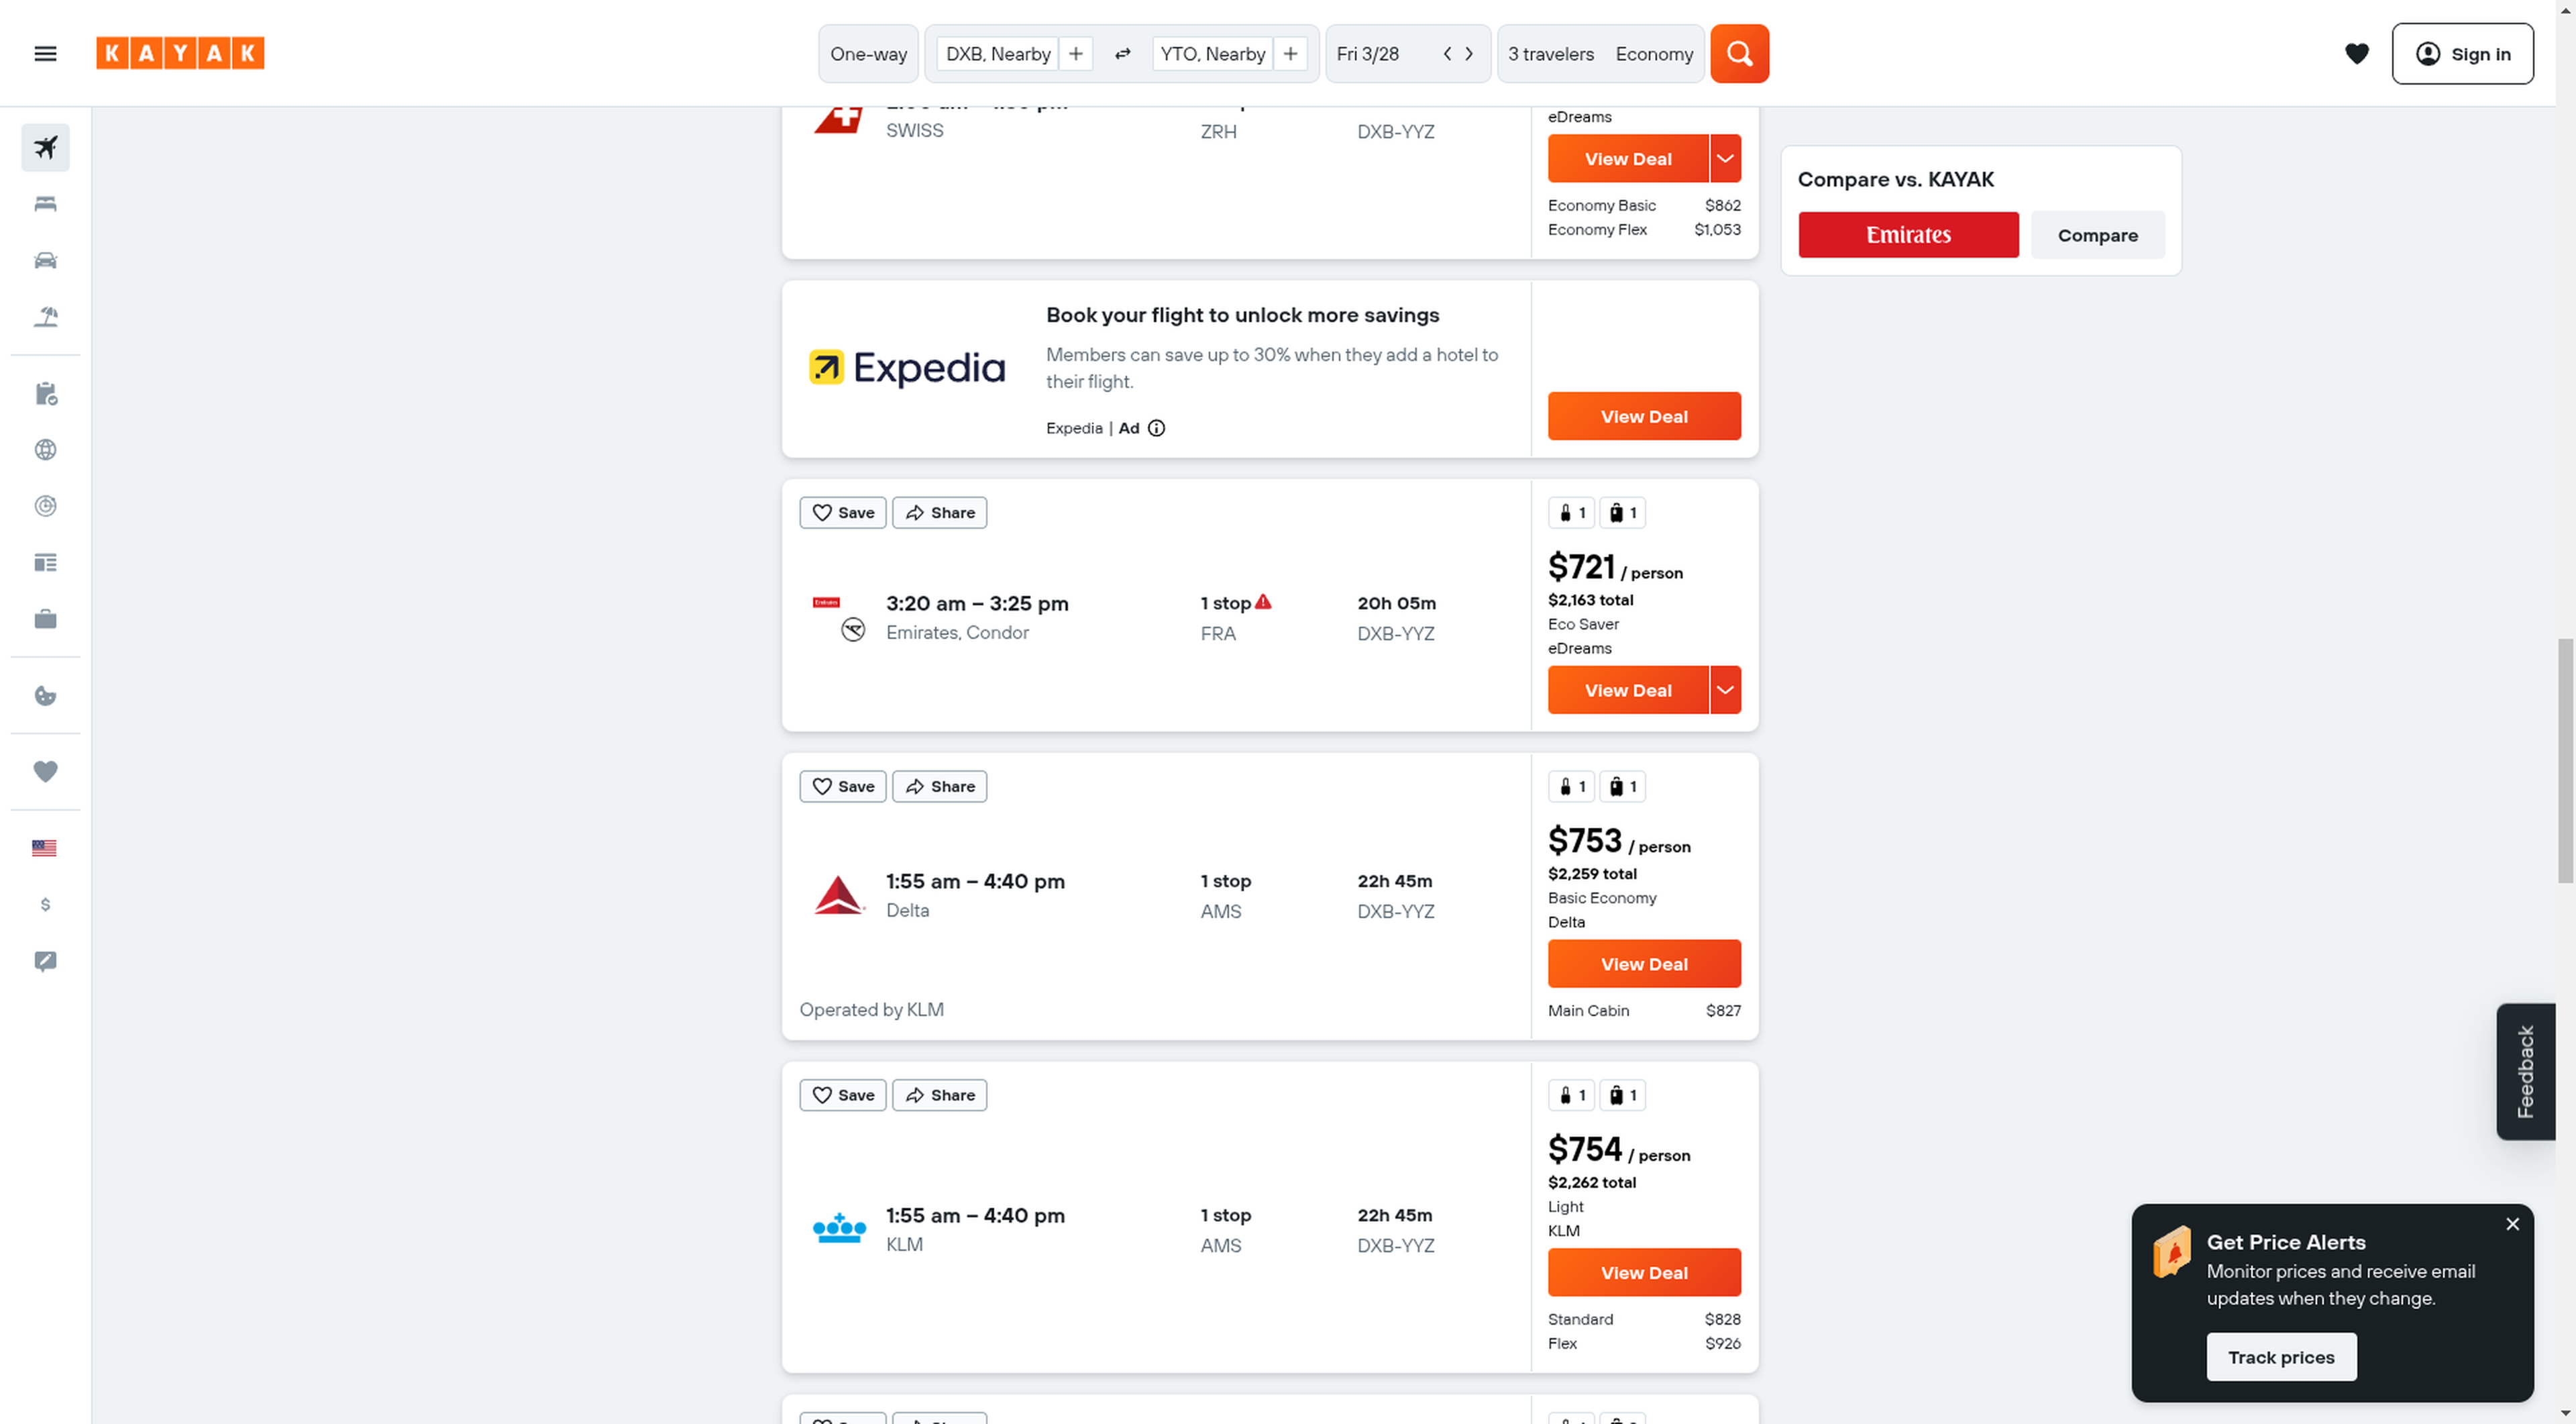 KAYAK
One-way
DXB, Nearby
YTO, Nearby
Fri 3/28
3 travelers Economy
Sign in
SWISS
ZRH
DXB-YYZ
eDreams
View Deal
Economy Basic $862
Economy Flex $1,053
Compare vs. KAYAK
Emirates
Compare
Expedia
Book your flight to unlock more savings
Members can save up to 30% when they add a hotel to
their flight.
Expedia | Ad
View Deal
Save
Share
1 1
Emirates
3:20 am – 3:25 pm
Emirates, Condor
1 stop
FRA
20h 05m
DXB-YYZ
$721 / person
$2,163 total
Eco Saver
eDreams
View Deal
Save
Share
1 1
1:55 am – 4:40 pm
Delta
1 stop
AMS
22h 45m
DXB-YYZ
Operated by KLM
$753 / person
$2,259 total
Basic Economy
Delta
View Deal
Main Cabin $827
Save
Share
1 1
1:55 am – 4:40 pm
KLM
1 stop
AMS
22h 45m
DXB-YYZ
$754 / person
$2,262 total
Light
KLM
View Deal
Standard $828
Flex $926
Feedback
Get Price Alerts
Monitor prices and receive email
updates when they change.
Track prices